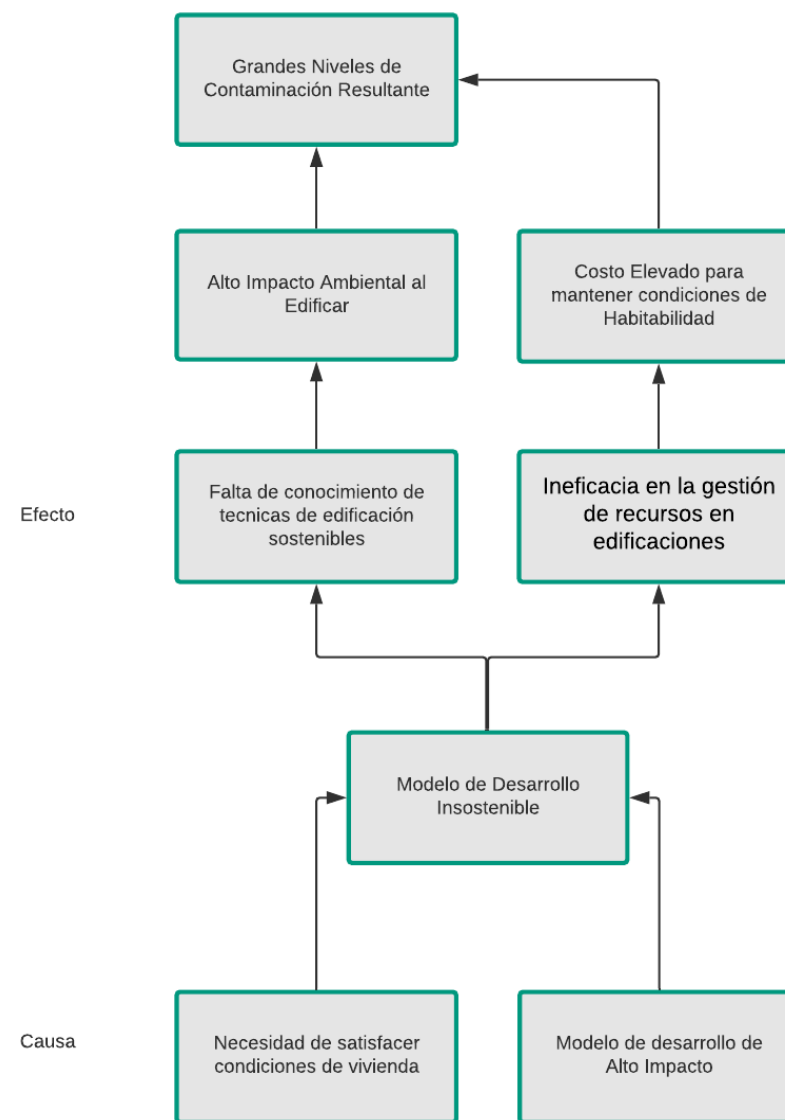 Grandes Niveles de
Contaminación Resultante
Alto Impacto Ambiental al
Edificar
Costo Elevado para
mantener condiciones de
Habitabilidad
Efecto
Falta de conocimiento de
tecnicas de edificación
sostenibles
Ineficacia en la gestión
de recursos en
edificaciones
Modelo de Desarrollo
Insostenible
Causa
Necesidad de satisfacer
condiciones de vivienda
Modelo de desarrollo de
Alto Impacto